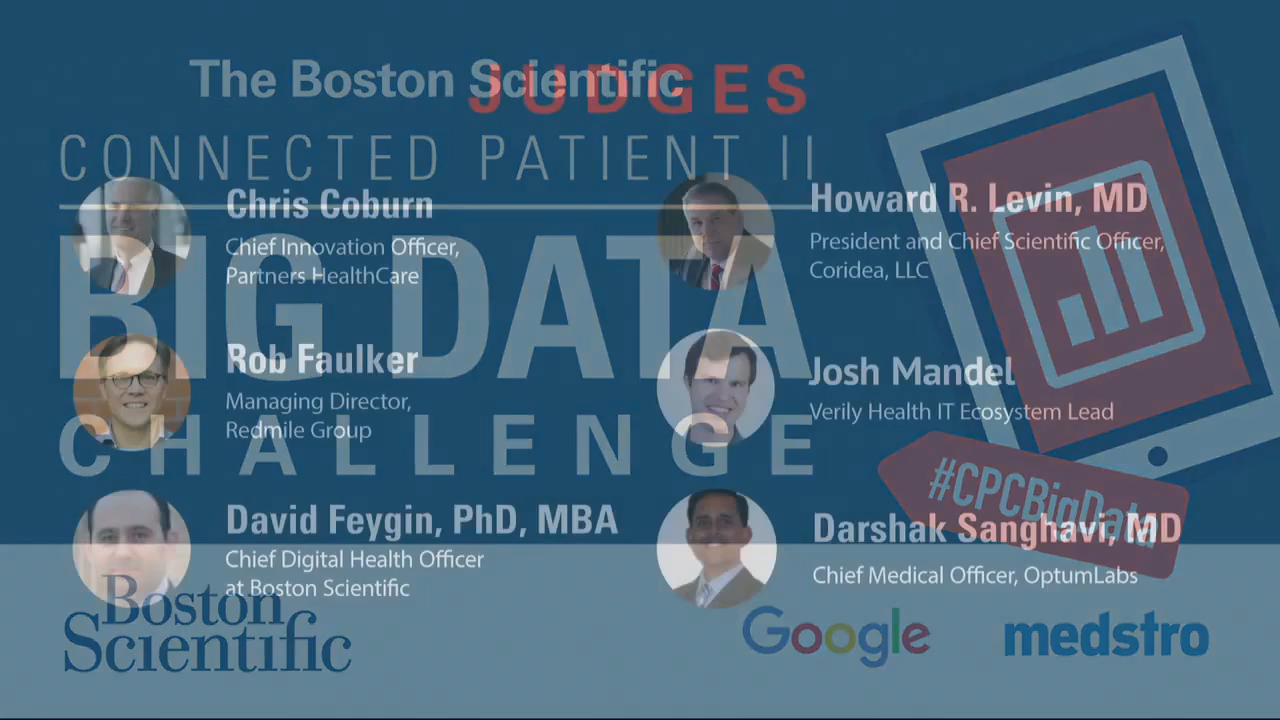 The Boston Scientific
JUDGES
CONNECTED PATIENT II
BIG DATA
CHALLENGE
Chris Coburn
Chief Innovation Officer,
Partners HealthCare
Howard R. Levin, MD
President and Chief Scientific Officer,
Coridea, LLC
Rob Faulker
Managing Director,
Redmile Group
Josh Mandel
Verily Health IT Ecosystem Lead
#CPCBigData
David Feygin, PhD, MBA
Chief Digital Health Officer
at Boston Scientific
Darshak Sanghavi, MD
Chief Medical Officer, OptumLabs
Boston
Scientific
Google
medstro